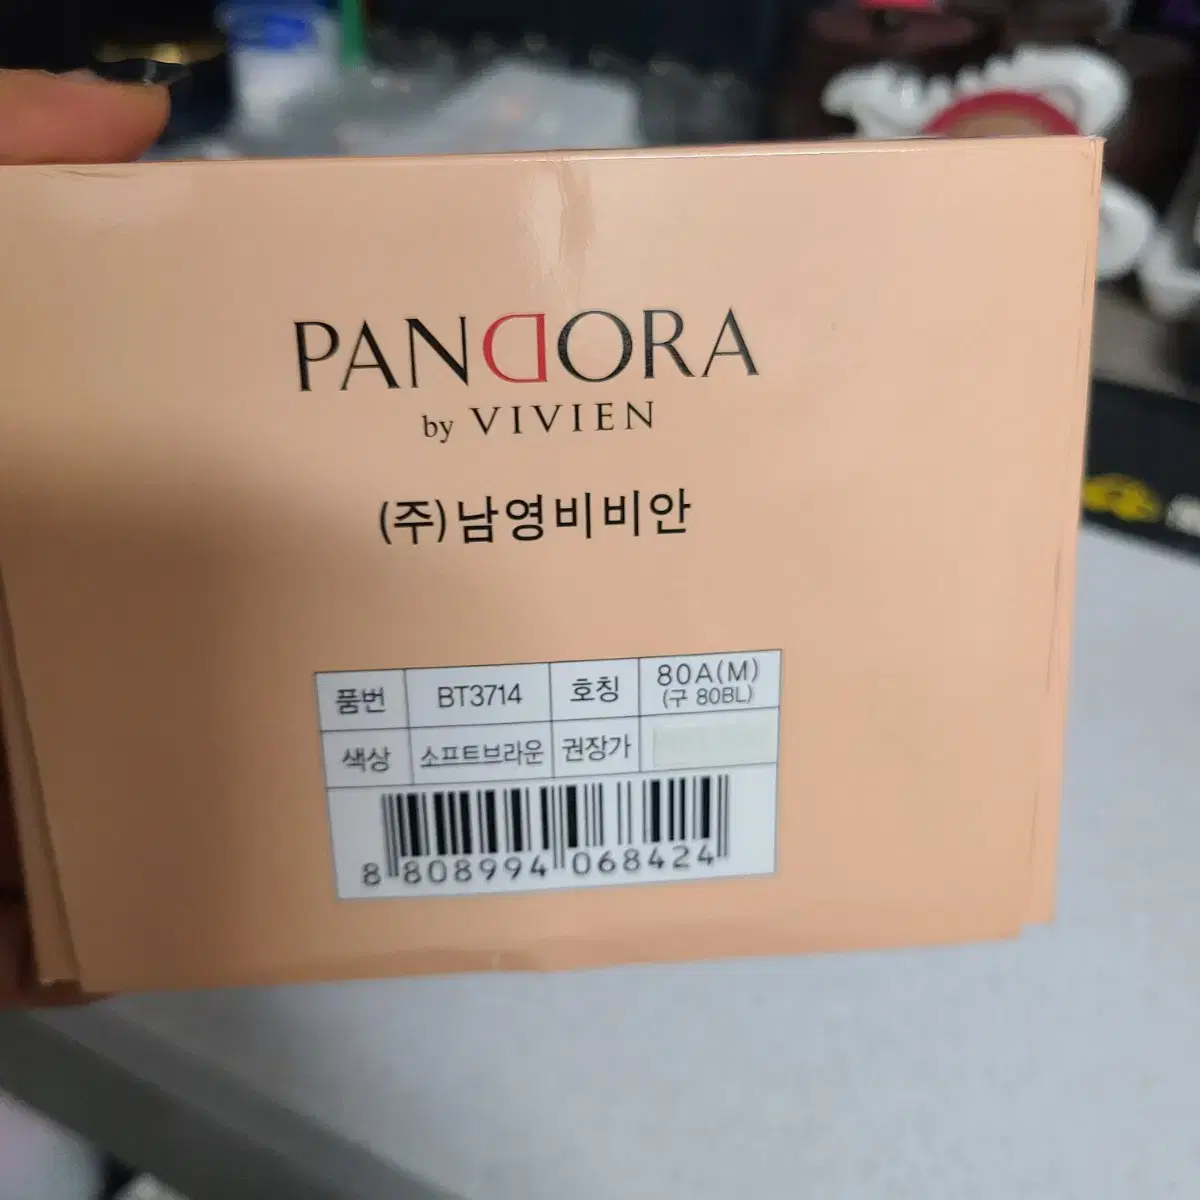 PANDORA
by VIVIEN
(주)남영비비안
품번 BT3714 호칭 80A(M)
(구 80BL)
색상 소프트브라운 권장가
8 808994 068424